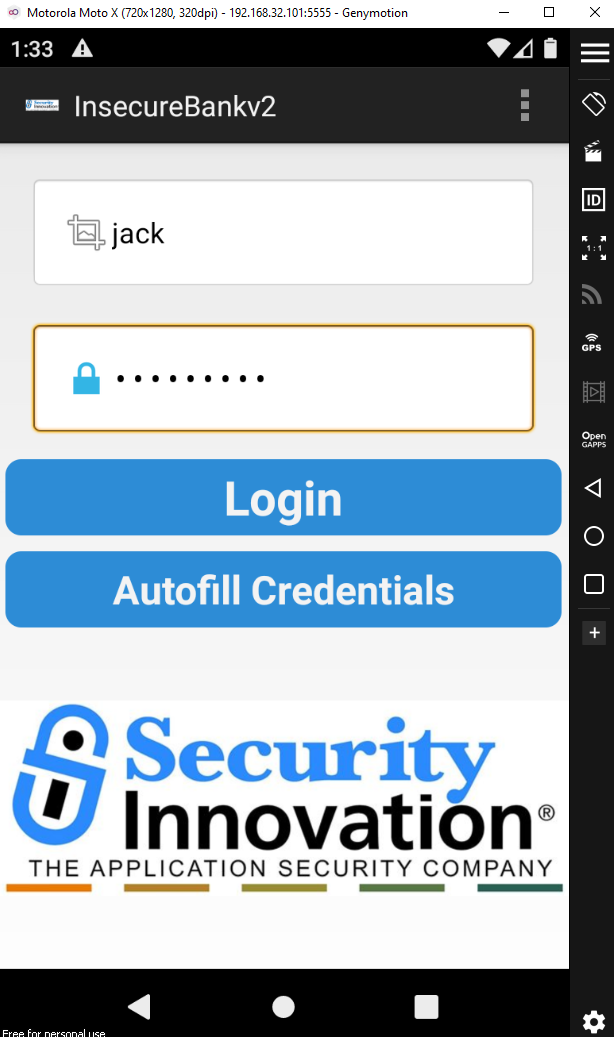 Motorola Moto X (720x1280, 320dpi) - 192.168.32.101:5555 - Genymotion
1:33
InsecureBankv2
jack
•••••••••
Login
Autofill Credentials
Security
Innovation®
THE APPLICATION SECURITY COMPANY
ID
1:1
GPS
Open
GAPPS
Free for personal use